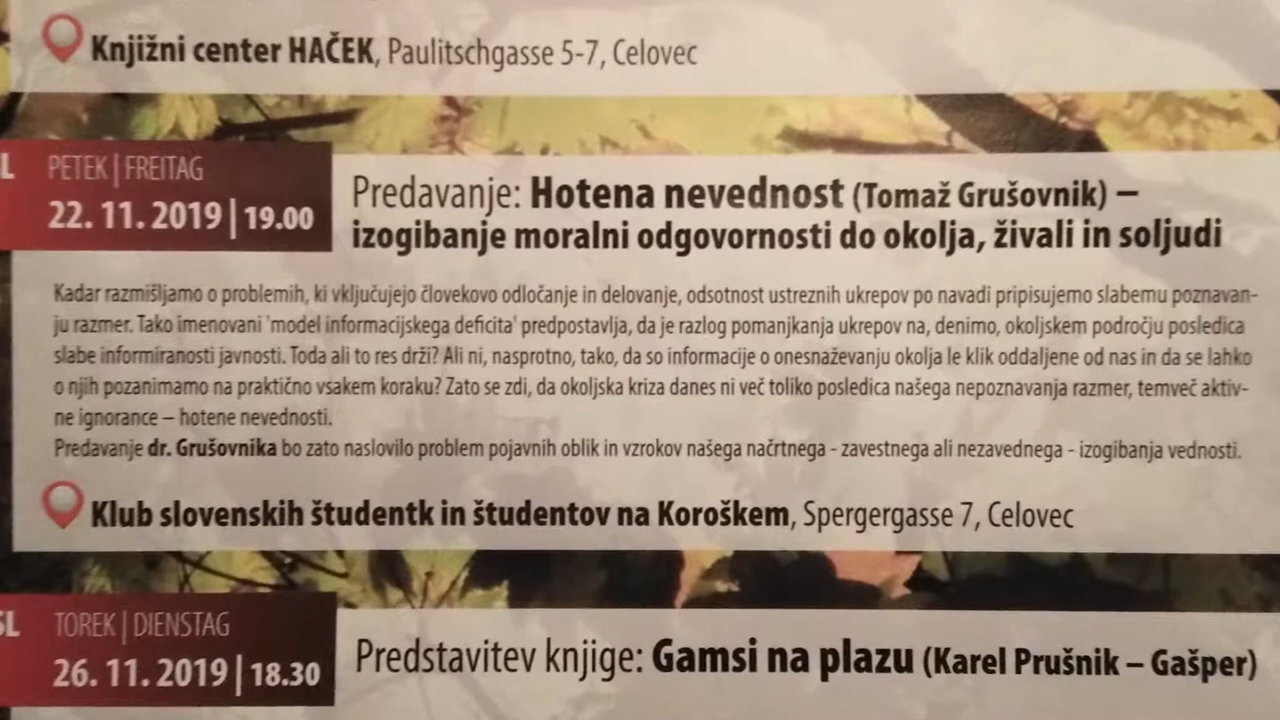 Knjižni center HAČEK, Paulitschgasse 5-7, Celovec
SL PETEK | FREITAG
22. 11. 2019 | 19.00
Predavanje: Hotena nevednost (Tomaž Grušovnik) –
izogibanje moralni odgovornosti do okolja, živali in soljudi
Kadar razmišljamo o problemih, ki vključujejo človekovo odločanje in delovanje, odsotnost ustreznih ukrepov po navadi pripisujemo slabemu poznavan-
ju razmer. Tako imenovani 'model informacijskega deficita' predpostavlja, da je razlog pomanjkanja ukrepov na, denimo, okoljskem področju posledica
slabe informiranosti javnosti. Toda ali to res drži? Ali ni, nasprotno, tako, da so informacije o onesnaževanju okolja le klik oddaljene od nas in da se lahko
o njih pozanimamo na praktično vsakem koraku? Zato se zdi, da okoljska kriza danes ni več toliko posledica našega nepoznavanja razmer, temveč aktiv-
ne ignorance – hotene nevednosti.
Predavanje dr. Grušovnika bo zato naslovilo problem pojavnih oblik in vzrokov našega načrtnega - zavestnega ali nezavednega - izogibanja vednosti.
Klub slovenskih študentk in študentov na Koroškem, Spergergasse 7, Celovec
SL TOREK | DIENSTAG
26. 11. 2019 | 18.30
Predstavitev knjige: Gamsi na plazu (Karel Prušnik – Gašper)